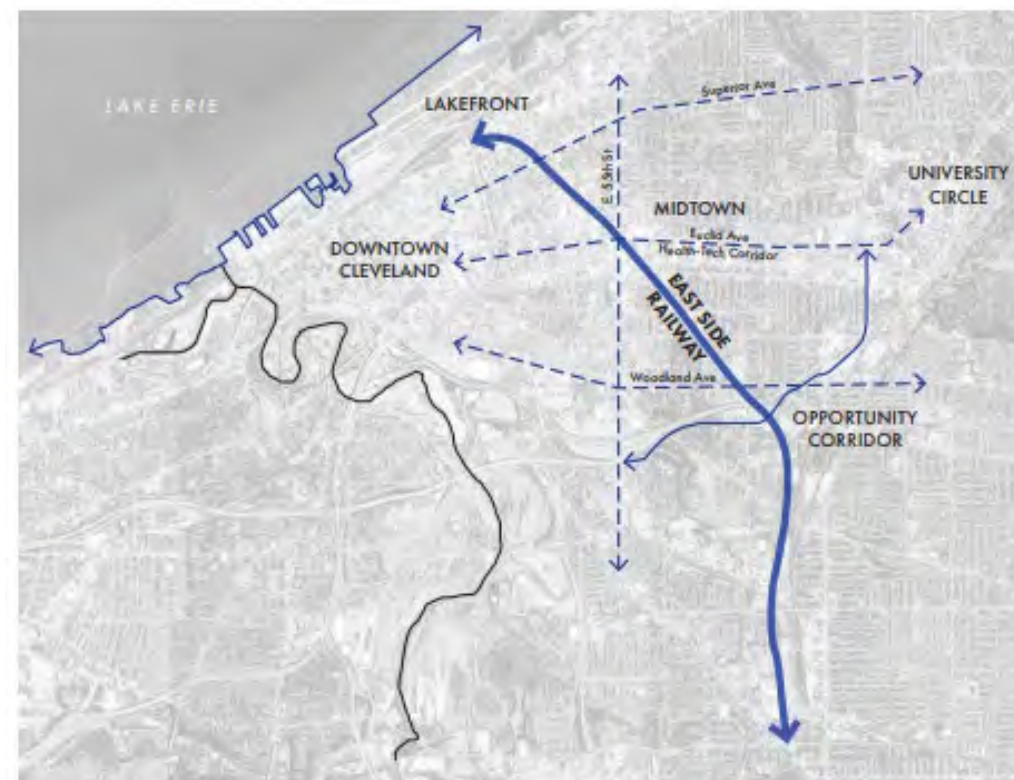 LAKE ERIE
LAKEFRONT
Superior Ave
E 55th St
UNIVERSITY
CIRCLE
MIDTOWN
Euclid Ave
Health-Tech Corridor
DOWNTOWN
CLEVELAND
EAST SIDE
RAILWAY
Woodland Ave
OPPORTUNITY
CORRIDOR